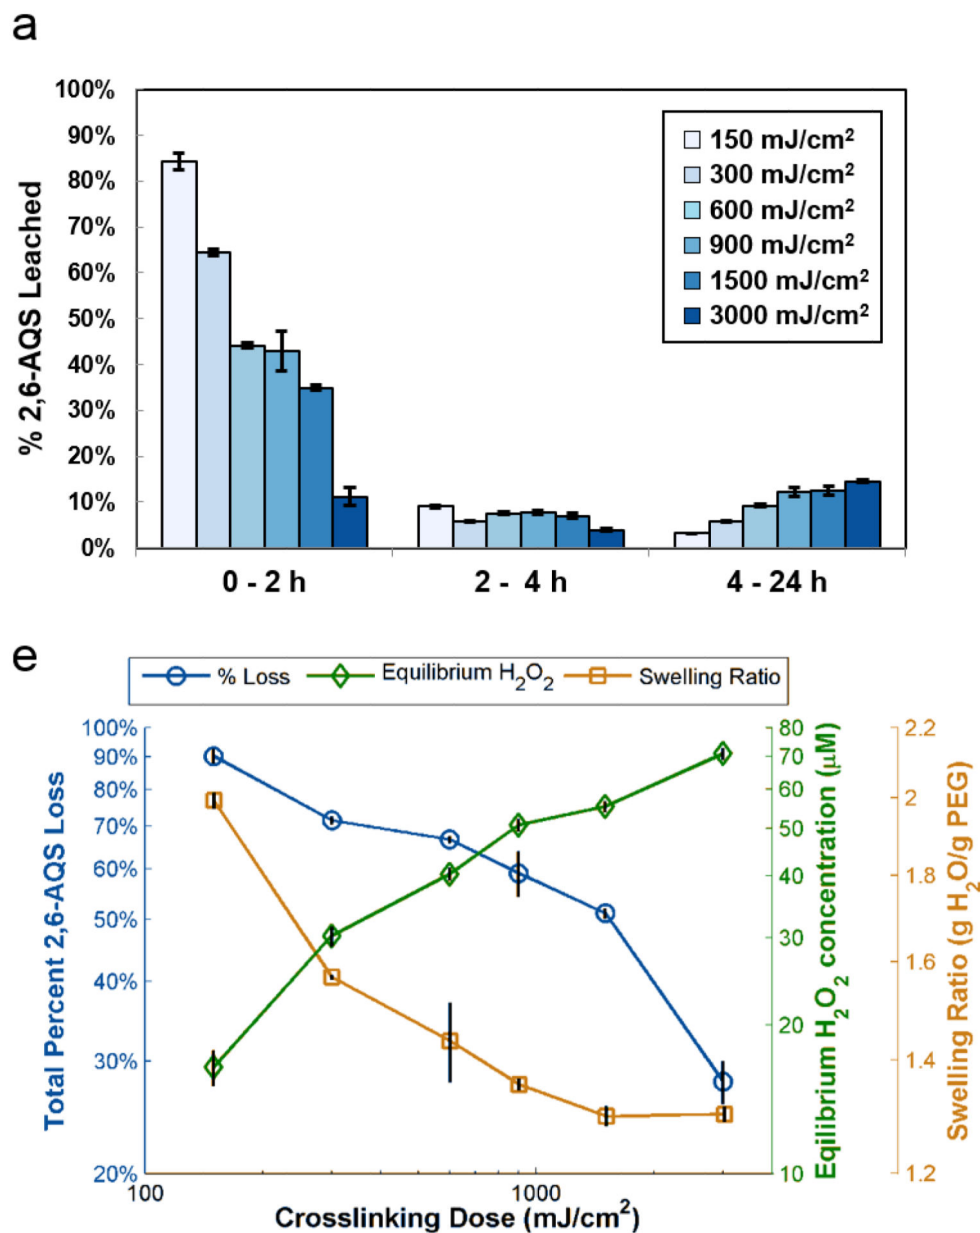 a
% 2,6-AQS Leached
100%
90%
80%
70%
60%
50%
40%
30%
20%
10%
0%
150 mJ/cm²
300 mJ/cm²
600 mJ/cm²
900 mJ/cm²
1500 mJ/cm²
3000 mJ/cm²
0 - 2 h
2 - 4 h
4 - 24 h
e
% Loss
Equilibrium H₂O₂
Swelling Ratio
Total Percent 2,6-AQS Loss
100%
90%
80%
70%
60%
50%
40%
30%
20%
80
70
60
50
40
30
20
10
Eqilibrium H₂O₂ concentration (μM)
2.2
2
1.8
1.6
1.4
1.2
Swelling Ratio (g H₂O/g PEG)
100
1000
Crosslinking Dose (mJ/cm²)